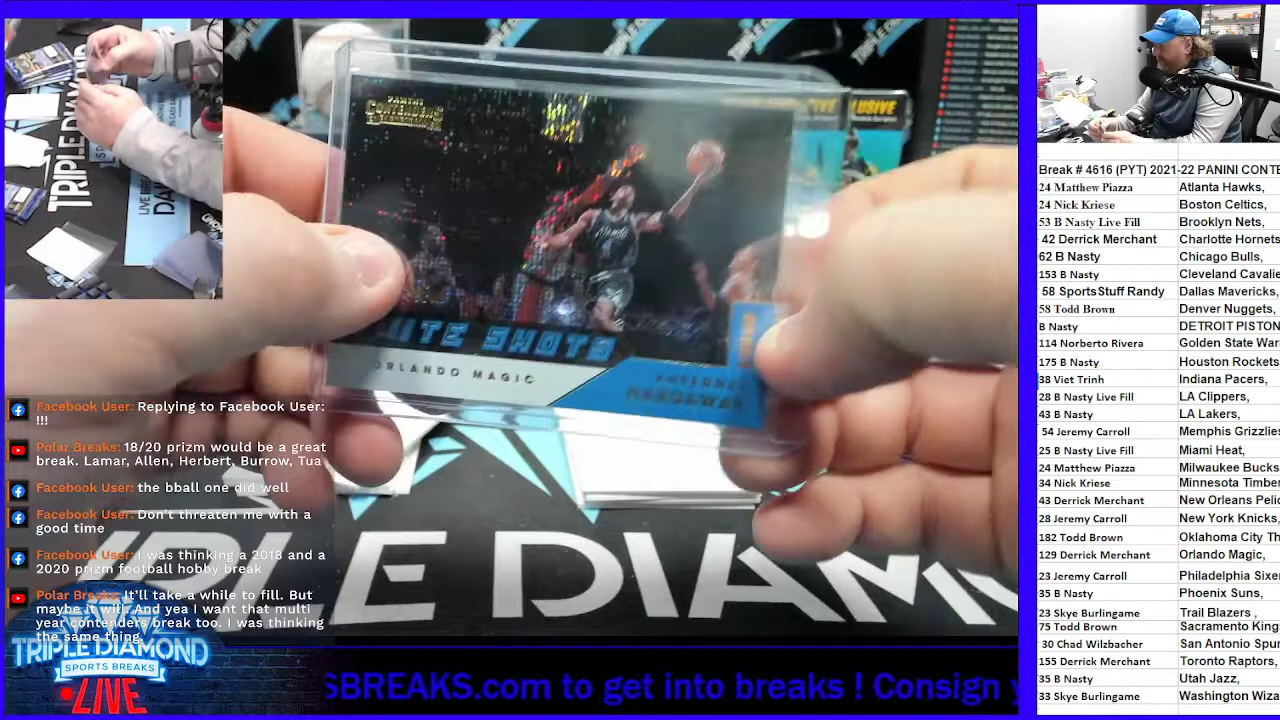 PANINI
CONTENDERS
ORLANDO MAGIC
HARDAWAY
LUSIVE
TRIPLE
Facebook User: Replying to Facebook User:
!!!
Polar Breaks: 18/20 prizm would be a great
break. Lamar, Allen, Herbert, Burrow, Tua
Facebook User: the bball one did well
Facebook User: Don't threaten me with a
good time
Facebook User: I was thinking a 2018 and a
2020 prizm football hobby break
Polar Breaks: It'll take a while to fill. But
maybe it will. And yea I want that multi
year contenders break too. I was thinking
the same thing
TRIPLE DIAMOND
SPORTS BREAKS
LIVE
PLE DIAMON
SBREAKS.com to g breaks ! C
Break # 4616 (PYT) 2021-22 PANINI CONT
24 Matthew Piazza Atlanta Hawks,
24 Nick Kriese Boston Celtics,
53 B Nasty Live Fill Brooklyn Nets,
42 Derrick Merchant Charlotte Hornets
62 B Nasty Chicago Bulls,
153 B Nasty Cleveland Cavalie
58 SportsStuff Randy Dallas Mavericks,
58 Todd Brown Denver Nuggets,
B Nasty DETROIT PISTON
114 Norberto Rivera Golden State War
175 B Nasty Houston Rockets
38 Viet Trinh Indiana Pacers,
28 B Nasty Live Fill LA Clippers,
43 B Nasty LA Lakers,
54 Jeremy Carroll Memphis Grizzlie
25 B Nasty Live Fill Miami Heat,
24 Matthew Piazza Milwaukee Bucks
34 Nick Kriese Minnesota Timber
43 Derrick Merchant New Orleans Peli
28 Jeremy Carroll New York Knicks
182 Todd Brown Oklahoma City Th
129 Derrick Merchant Orlando Magic,
23 Jeremy Carroll Philadelphia Sixe
35 B Nasty Phoenix Suns,
23 Skye Burlingame Trail Blazers ,
75 Todd Brown Sacramento King
San Antonio Spur
Toronto Raptors
35 B Nasty Utah Jazz,
33 Skye Burlingame Washington Wiza